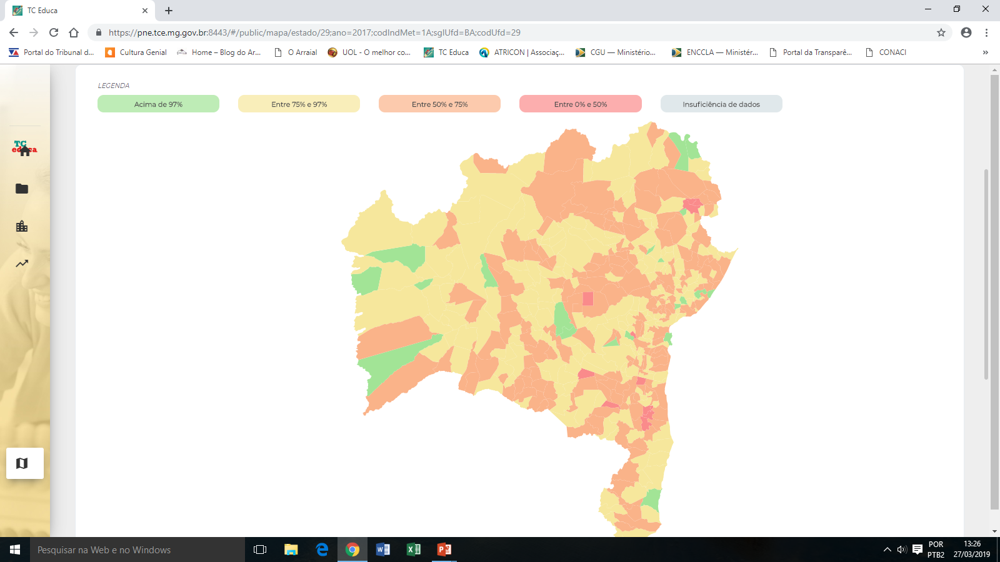 TC Educa
https://pne.tce.mg.gov.br:8443/#/public/mapa/estado/29;ano=2017;codIndMet=1A;sglUfd=BA;codUfd=29
Portal do Tribunal d... Cultura Genial Home – Blog do Ar... O Arraial UOL - O melhor co... TC Educa ATRICON | Associaç... CGU — Ministério... ENCCLA — Ministér... Portal da Transparê... CONACI »
LEGENDA
Acima de 97% Entre 75% e 97% Entre 50% e 75% Entre 0% e 50% Insuficiência de dados
TC
educa
Pesquisar na Web e no Windows
POR
PTB2
13:26
27/03/2019